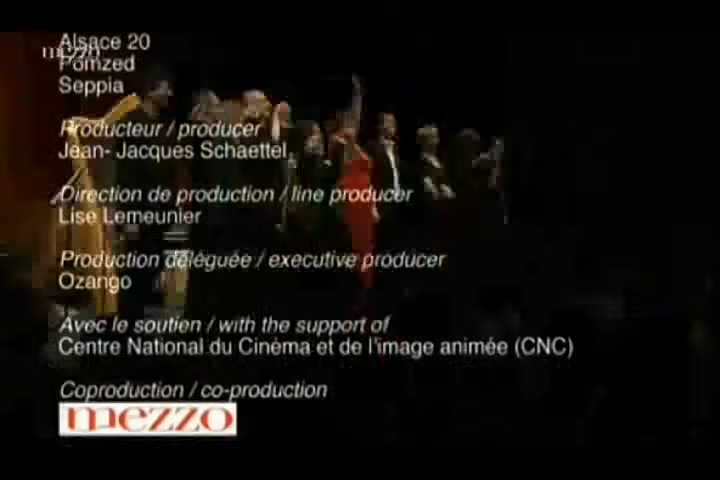 Alsace 20
mezzo
Pomzed
Seppia
Producteur / producer
Jean- Jacques Schaettel
Direction de production / line producer
Lise Lemeunier
Production déléguée / executive producer
Ozango
Avec le soutien / with the support of
Centre National du Cinéma et de l'image animée (CNC)
Coproduction / co-production
mezzo